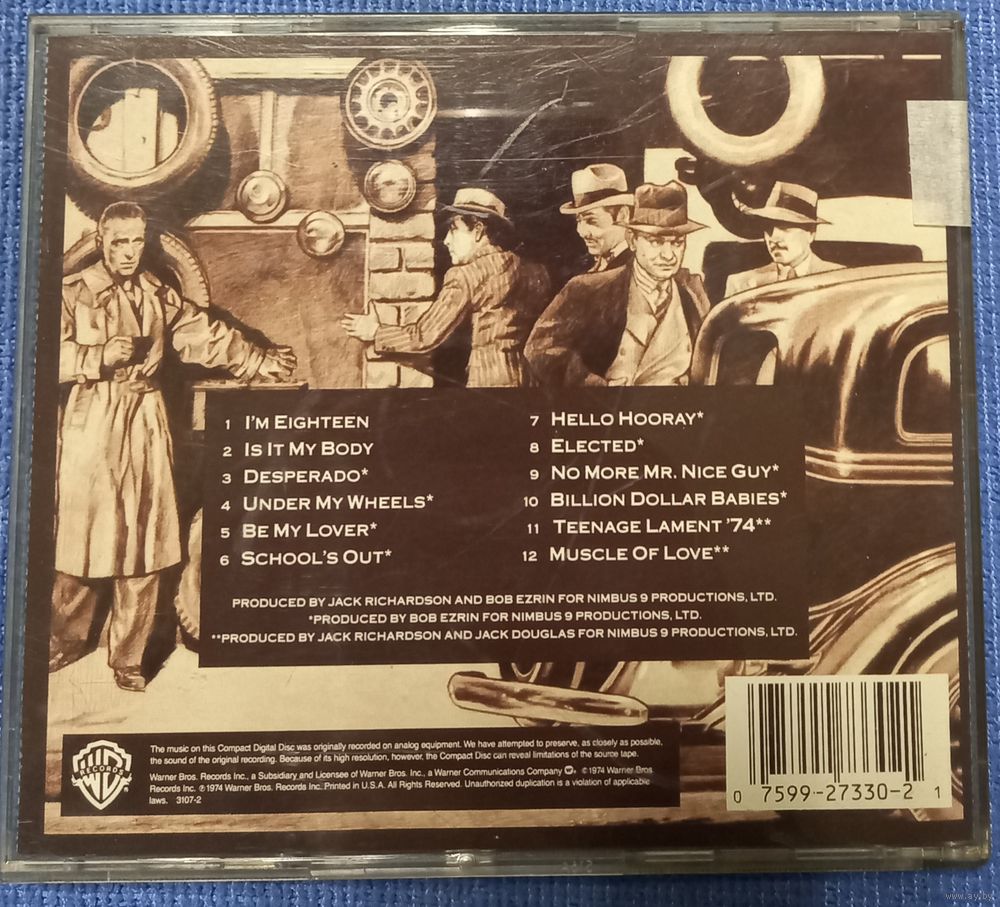 1 I'M EIGHTEEN
2 IS IT MY BODY
3 DESPERADO*
4 UNDER MY WHEELS*
5 BE MY LOVER*
6 SCHOOL'S OUT*
7 HELLO HOORAY*
8 ELECTED*
9 NO MORE MR. NICE GUY*
10 BILLION DOLLAR BABIES*
11 TEENAGE LAMENT '74**
12 MUSCLE OF LOVE**
PRODUCED BY JACK RICHARDSON AND BOB EZRIN FOR NIMBUS 9 PRODUCTIONS, LTD.
*PRODUCED BY BOB EZRIN FOR NIMBUS 9 PRODUCTIONS, LTD.
**PRODUCED BY JACK RICHARDSON AND JACK DOUGLAS FOR NIMBUS 9 PRODUCTIONS, LTD.
WB RECORDS ®
The music on this Compact Digital Disc was originally recorded on analog equipment. We have attempted to preserve, as closely as possible,
the sound of the original recording. Because of its high resolution, however, the Compact Disc can reveal limitations of the source tape.
Warner Bros. Records Inc., a Subsidiary and Licensee of Warner Bros. Inc., a Warner Communications Company. © 1974 Warner Bros.
Records Inc. ℗ 1974 Warner Bros. Records Inc. Printed in U.S.A. All Rights Reserved. Unauthorized duplication is a violation of applicable
laws. 3107-2
0 7599-27330-2 1
www.ay.by